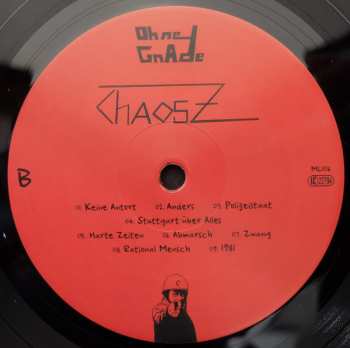 Ohne
GnAde
ChaosZ
B
01. Keine Autort 02. Anders 03. Polizeistaat
04. Stuttgart über Alles
05. Harte Zeiten 06. Abmarsch 07. Zwang
08. Rational Mensch 09. 1981